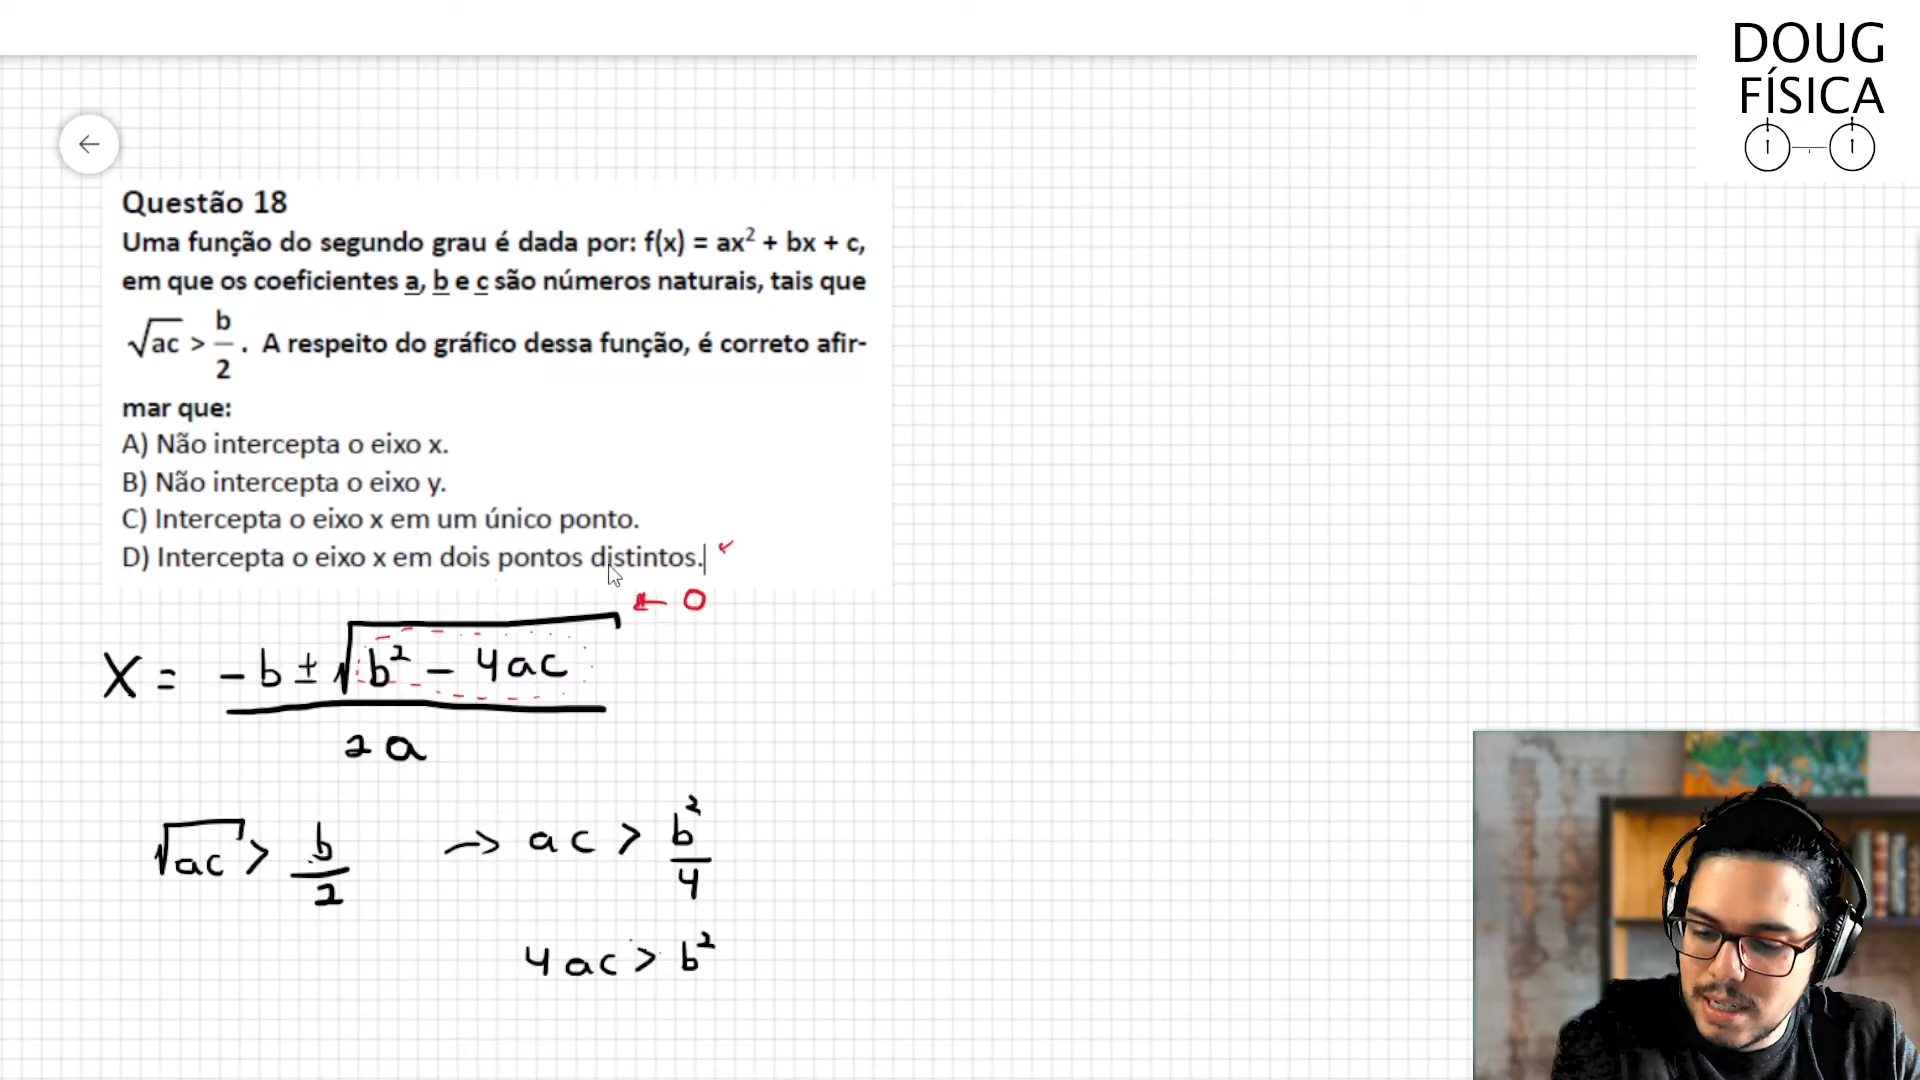 DOUG
FÍSICA
Questão 18
Uma função do segundo grau é dada por: f(x) = ax² + bx + c,
em que os coeficientes a, b e c são números naturais, tais que
√ac > b/2 . A respeito do gráfico dessa função, é correto afir-
mar que:
A) Não intercepta o eixo x.
B) Não intercepta o eixo y.
C) Intercepta o eixo x em um único ponto.
D) Intercepta o eixo x em dois pontos distintos.
← 0
X = (-b ± √(b² - 4ac)) / 2a
√ac > b/2 → ac > b²/4
4ac > b²